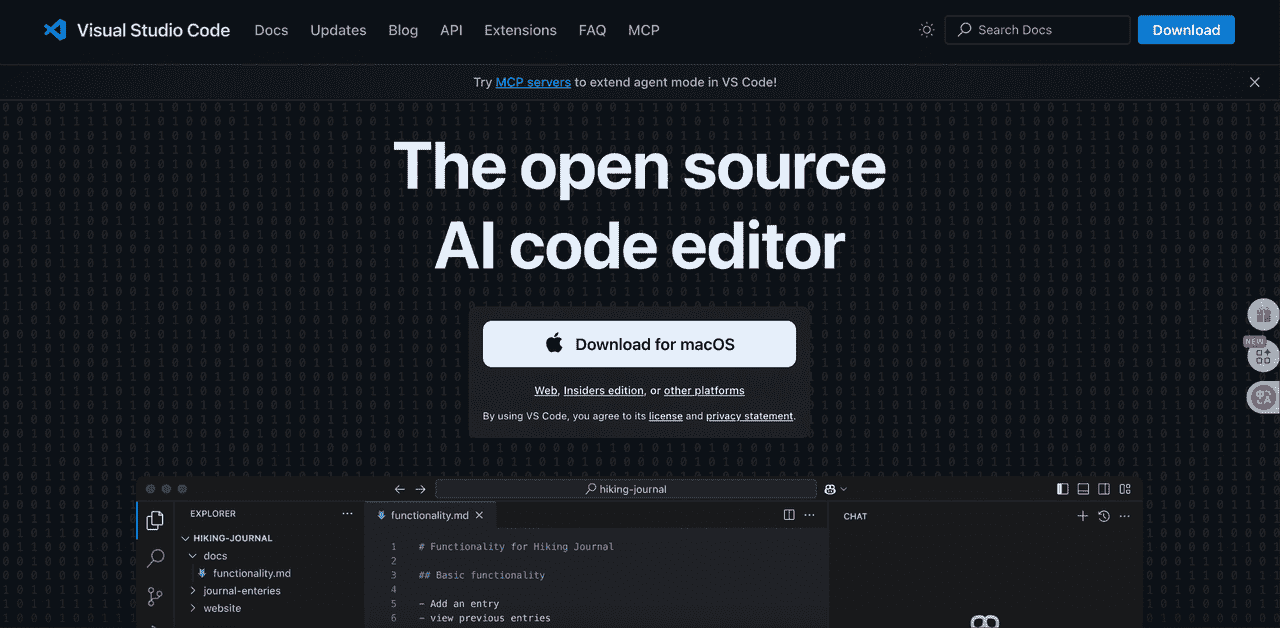 Visual Studio Code Docs Updates Blog API Extensions FAQ MCP Search Docs Download
Try MCP servers to extend agent mode in VS Code!
The open source
AI code editor
Download for macOS
NEW
Web, Insiders edition, or other platforms
By using VS Code, you agree to its license and privacy statement.
hiking-journal
EXPLORER
functionality.md
CHAT
HIKING-JOURNAL
docs
functionality.md
journal-enteries
website
1 # Functionality for Hiking Journal
2
3 ## Basic functionality
4
5 - Add an entry
6 - view previous entries